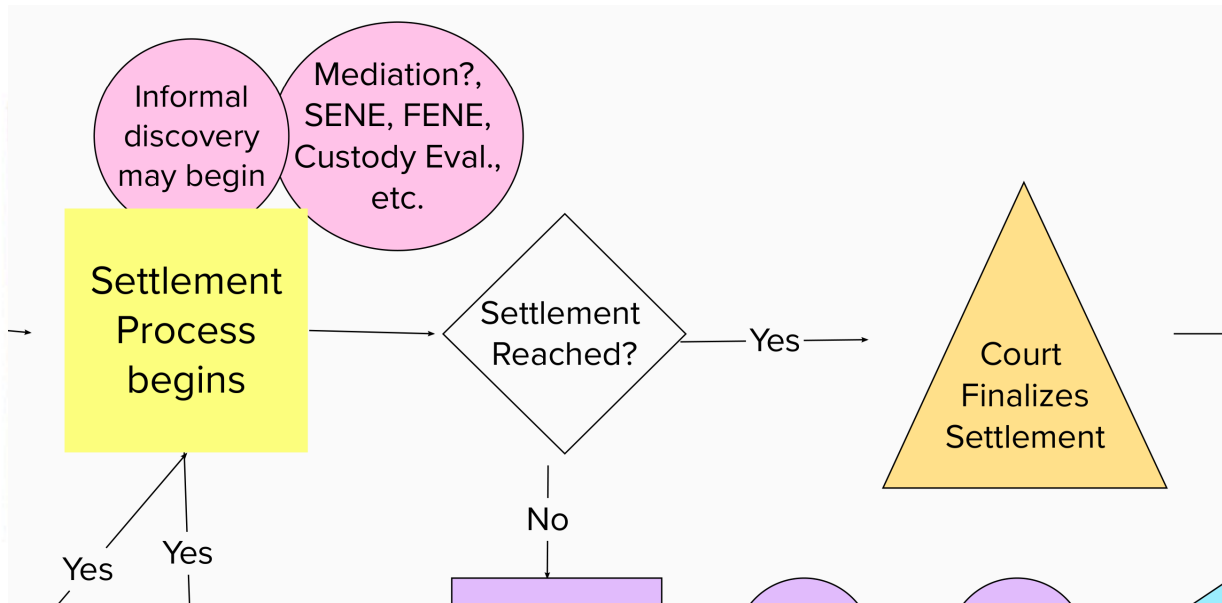 Informal
discovery
may begin
Mediation?,
SENE, FENE,
Custody Eval.,
etc.
Settlement
Process
begins
Settlement
Reached?
Yes
Court
Finalizes
Settlement
No
Yes
Yes